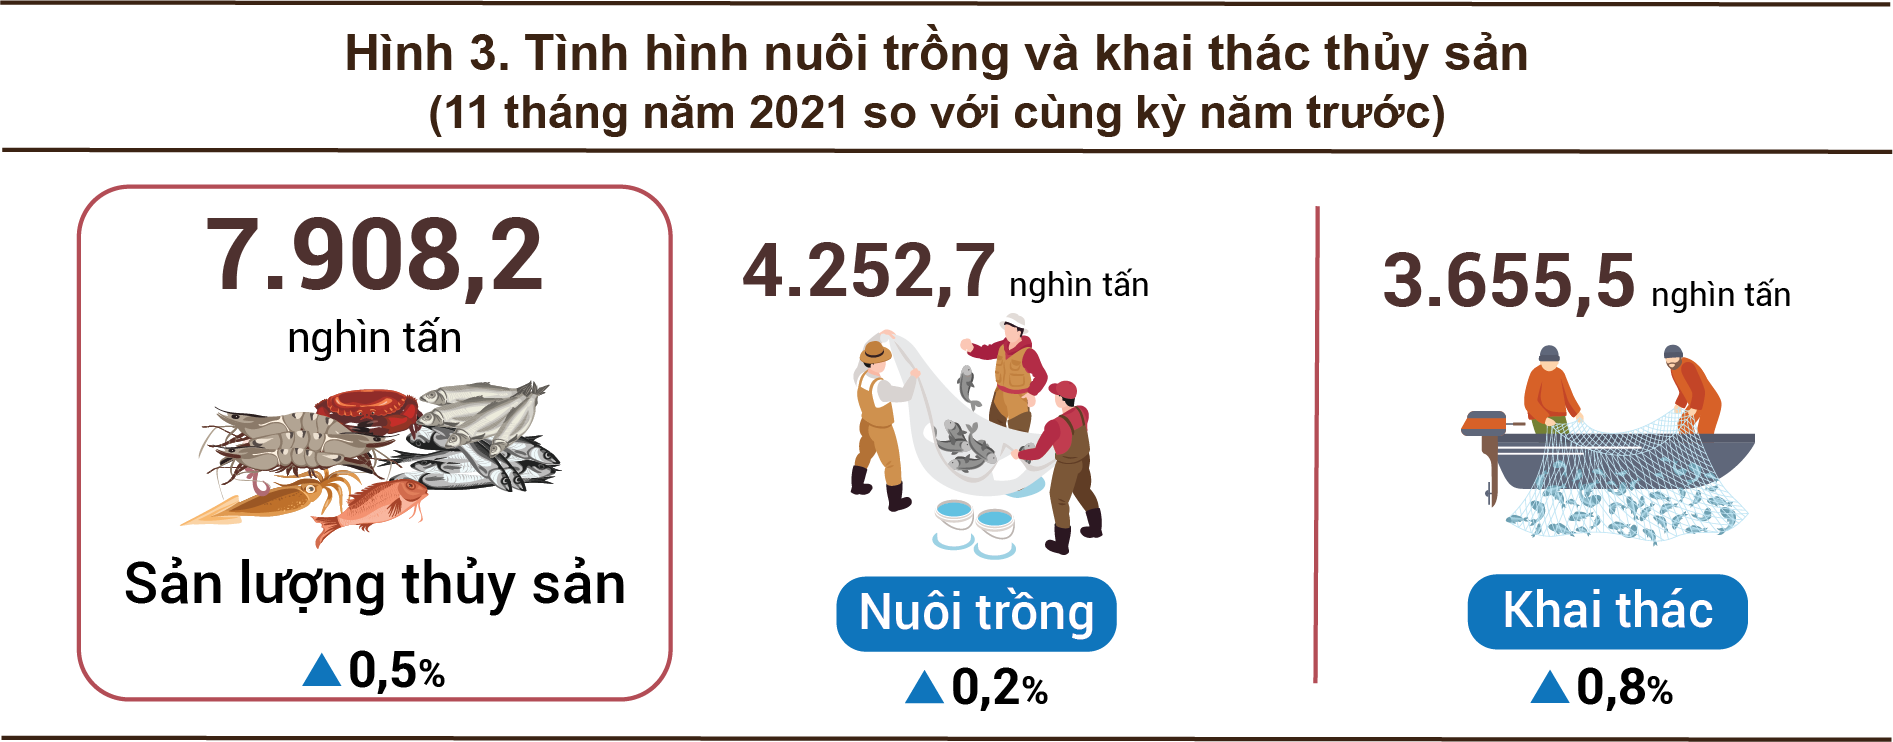 Hình 3. Tình hình nuôi trồng và khai thác thủy sản
(11 tháng năm 2021 so với cùng kỳ năm trước)
7.908,2
nghìn tấn
Sản lượng thủy sản
0,5%
4.252,7 nghìn tấn
Nuôi trồng
0,2%
3.655,5 nghìn tấn
Khai thác
0,8%